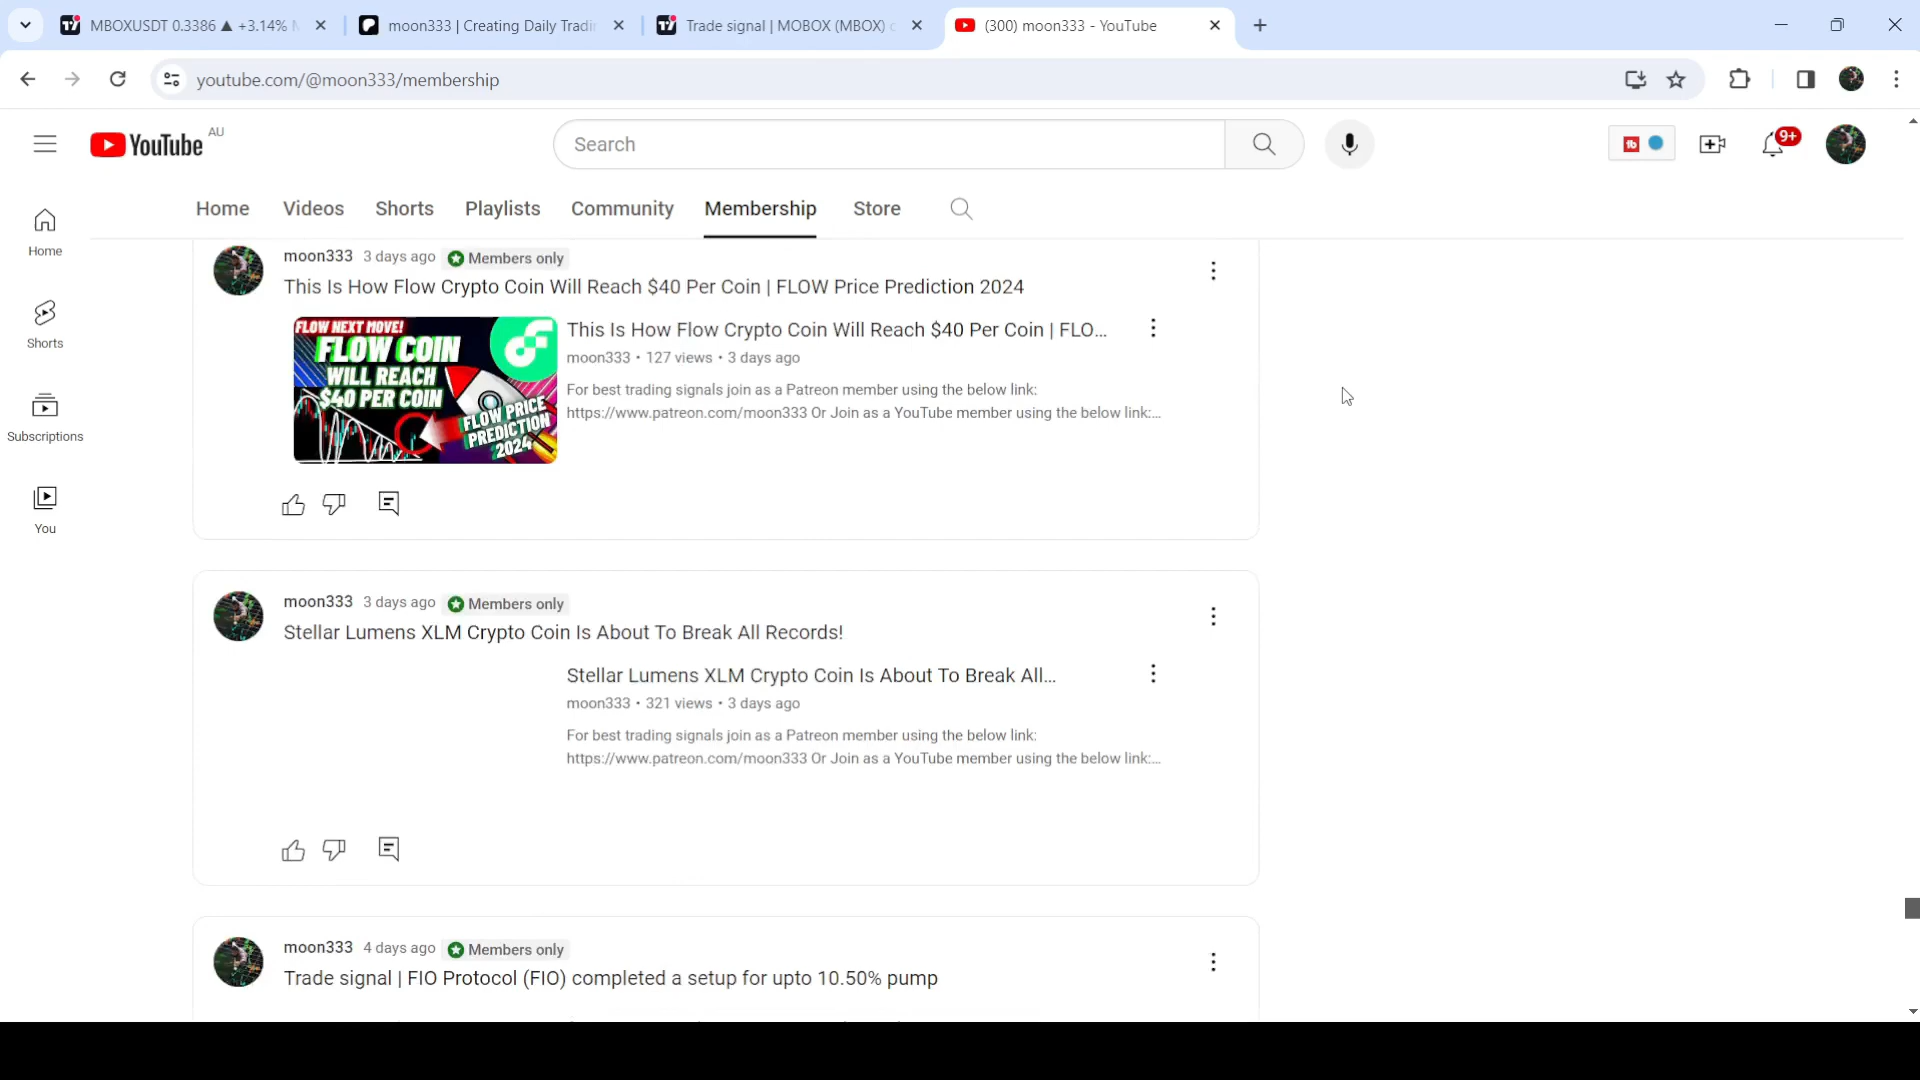 MBOXUSDT 0.3386 ▲ +3.14%
moon333 | Creating Daily Tradi
Trade signal | MOBOX (MBOX) c
(300) moon333 - YouTube
youtube.com/@moon333/membership
YouTube AU
Search
9+
Home
Videos
Shorts
Playlists
Community
Membership
Store
Home
Shorts
Subscriptions
You
moon333 3 days ago Members only
This Is How Flow Crypto Coin Will Reach $40 Per Coin | FLOW Price Prediction 2024
FLOW NEXT MOVE!
FLOW COIN
WILL REACH
$40 PER COIN
FLOW PRICE
PREDICTION
2024
This Is How Flow Crypto Coin Will Reach $40 Per Coin | FLO...
moon333 • 127 views • 3 days ago
For best trading signals join as a Patreon member using the below link:
https://www.patreon.com/moon333 Or Join as a YouTube member using the below link:...
moon333 3 days ago Members only
Stellar Lumens XLM Crypto Coin Is About To Break All Records!
Stellar Lumens XLM Crypto Coin Is About To Break All...
moon333 • 321 views • 3 days ago
For best trading signals join as a Patreon member using the below link:
https://www.patreon.com/moon333 Or Join as a YouTube member using the below link:...
moon333 4 days ago Members only
Trade signal | FIO Protocol (FIO) completed a setup for upto 10.50% pump